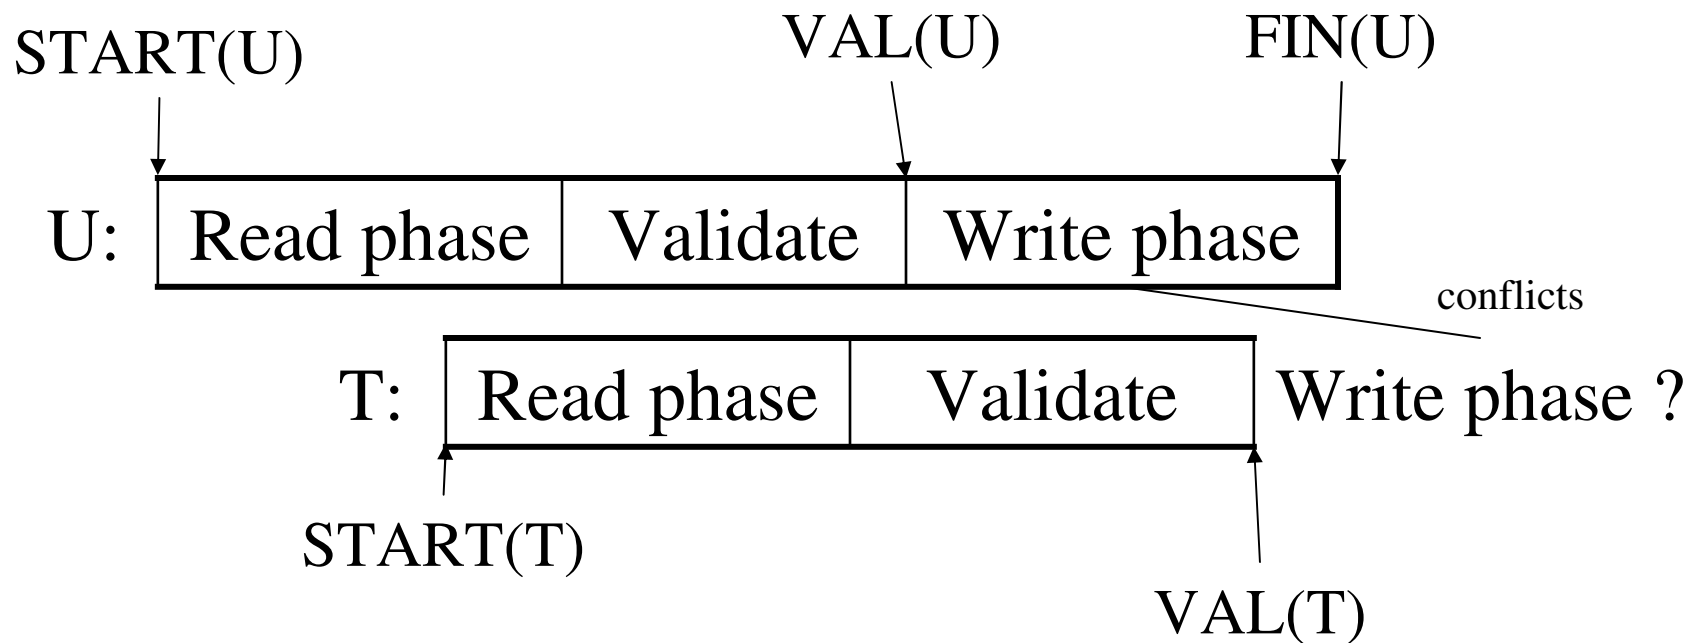 START(U)
VAL(U)
FIN(U)
U: Read phase Validate Write phase
conflicts
T: Read phase Validate Write phase ?
START(T)
VAL(T)